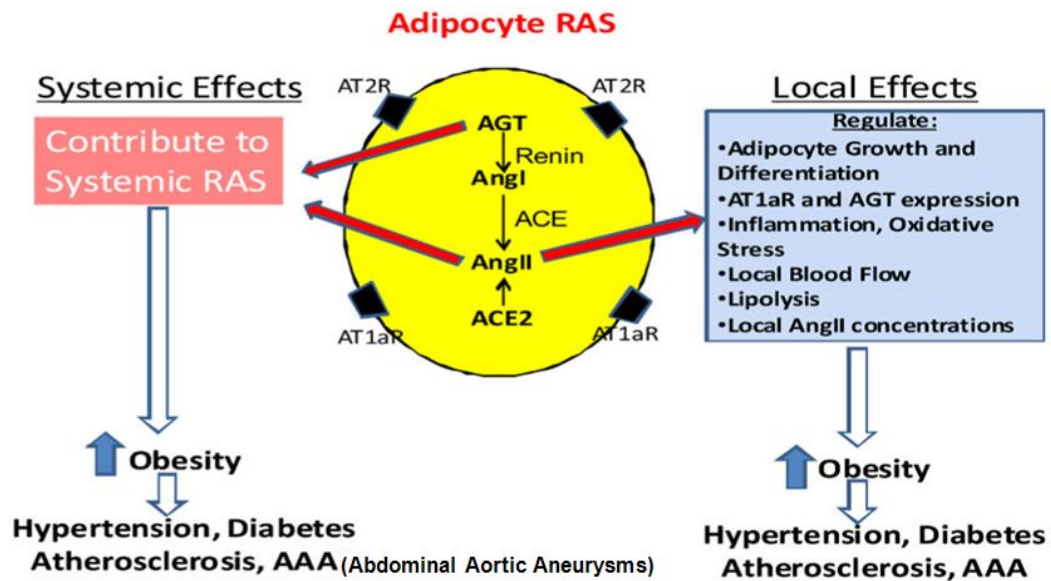 Adipocyte RAS
Systemic Effects
Contribute to
Systemic RAS
Obesity
Hypertension, Diabetes
Atherosclerosis, AAA (Abdominal Aortic Aneurysms)
AT2R
AT2R
AGT
Renin
AngI
ACE
AngII
ACE2
AT1aR
AT1aR
Local Effects
Regulate:
•Adipocyte Growth and
Differentiation
•AT1aR and AGT expression
•Inflammation, Oxidative
Stress
•Local Blood Flow
•Lipolysis
•Local AngII concentrations
Obesity
Hypertension, Diabetes
Atherosclerosis, AAA